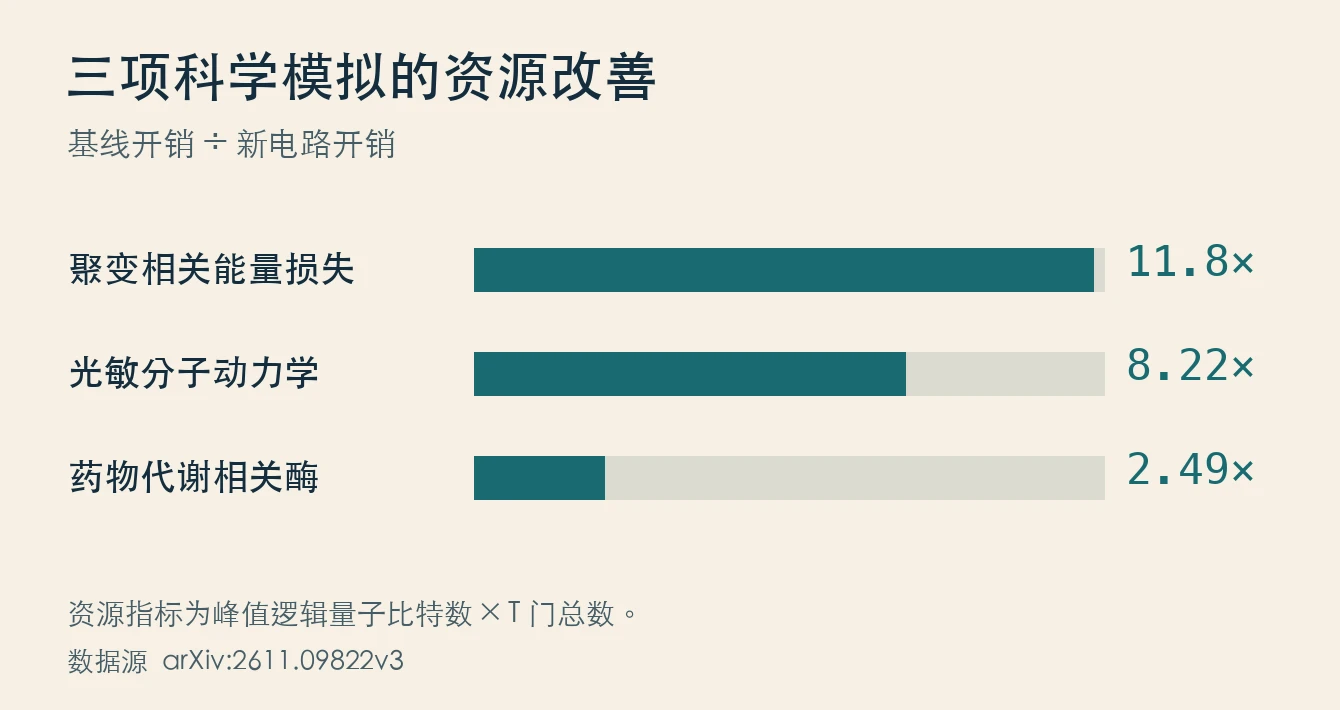 三项科学模拟的资源改善
基线开销 ÷ 新电路开销
聚变相关能量损失 11.8×
光敏分子动力学 8.22×
药物代谢相关酶 2.49×
资源指标为峰值逻辑量子比特数 × T 门总数。
数据源 arXiv:2611.09822v3